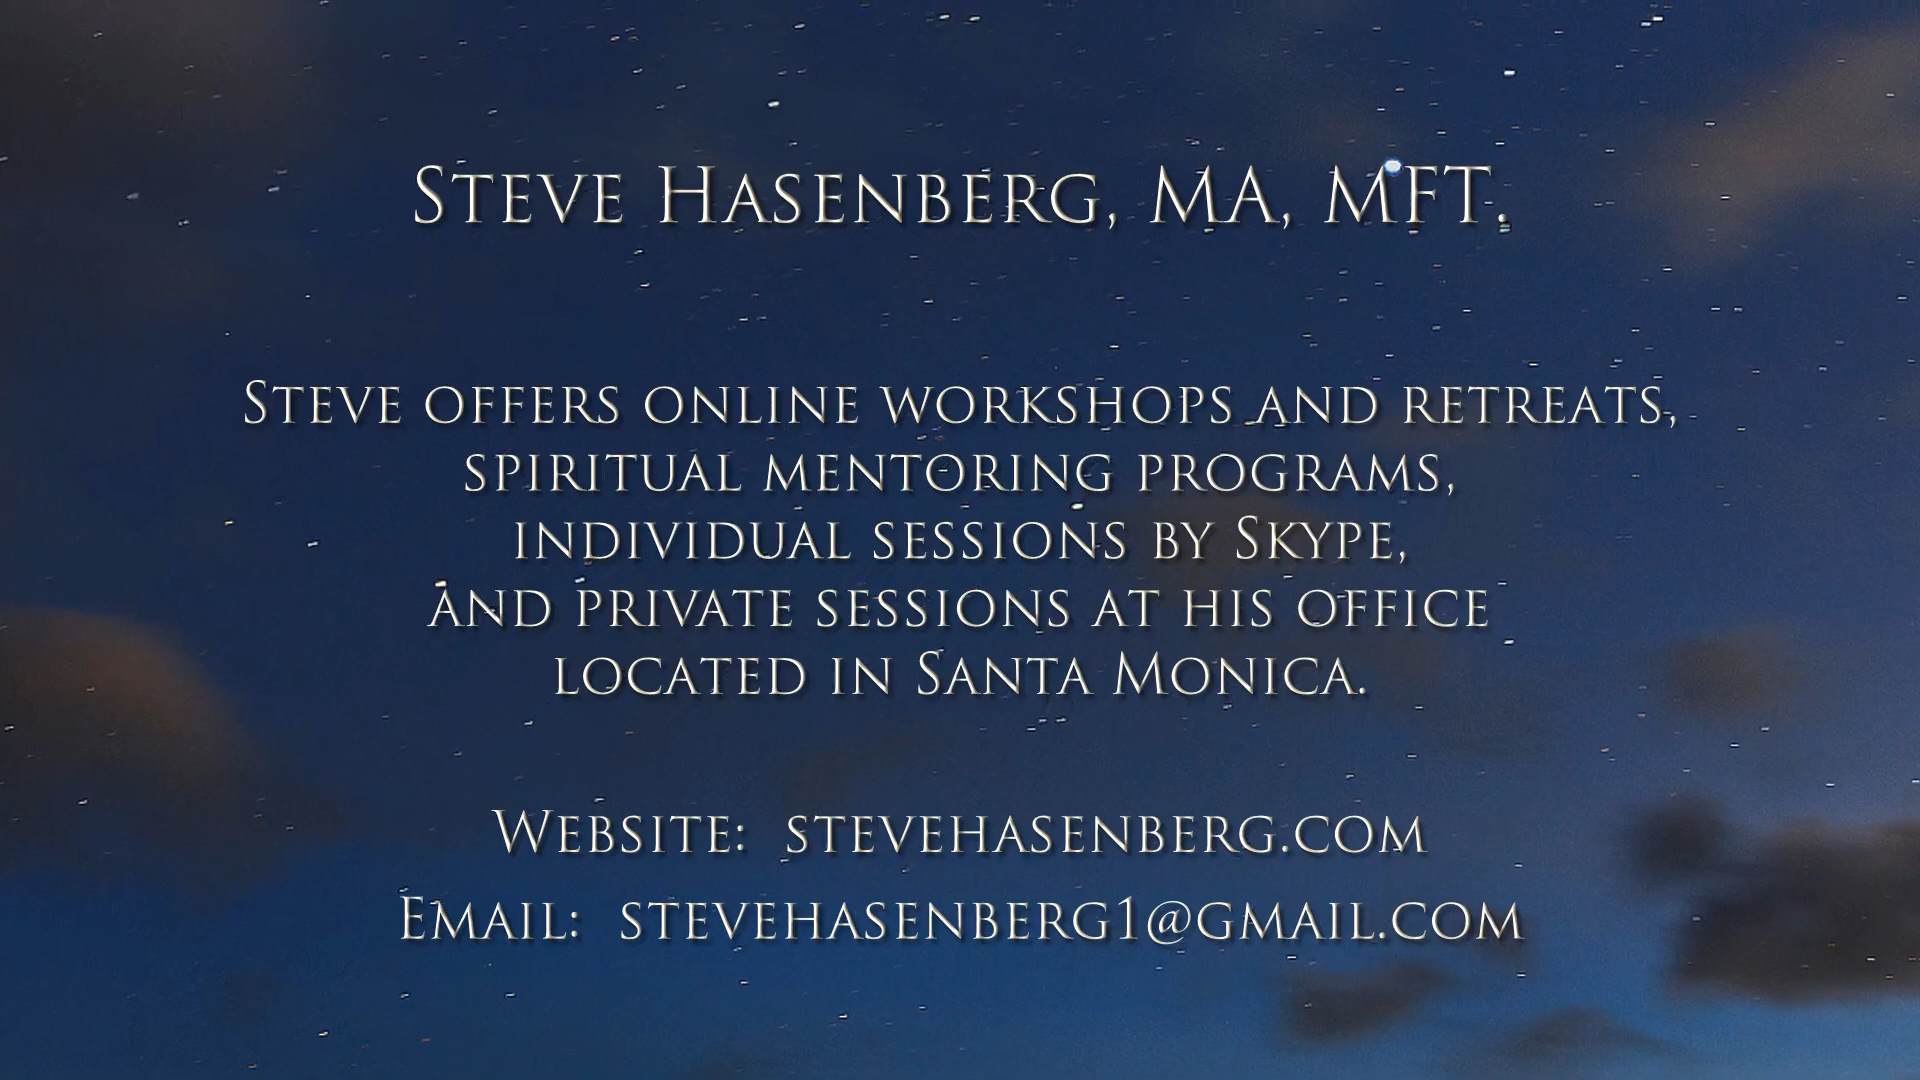 Steve Hasenberg, MA, MFT.
Steve offers online workshops and retreats,
spiritual mentoring programs,
individual sessions by Skype,
and private sessions at his office
located in Santa Monica.
Website: stevehasenberg.com
Email: stevehasenberg1@gmail.com